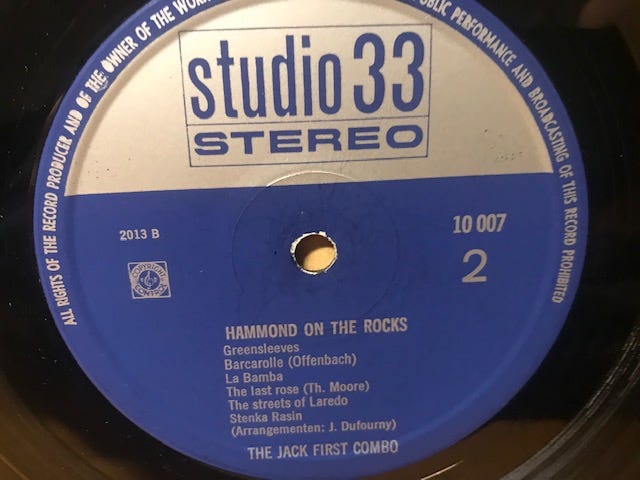 ALL RIGHTS OF THE RECORD PRODUCER AND OF THE OWNER OF THE
PUBLIC PERFORMANCE AND BROADCASTING OF THIS RECORD PROHIBITED
studio 33
STEREO
2013 B
10 007
2
HAMMOND ON THE ROCKS
Greensleeves
Barcarolle (Offenbach)
La Bamba
The last rose (Th. Moore)
The streets of Laredo
Stenka Rasin
(Arrangementen: J. Dufourny)
THE JACK FIRST COMBO